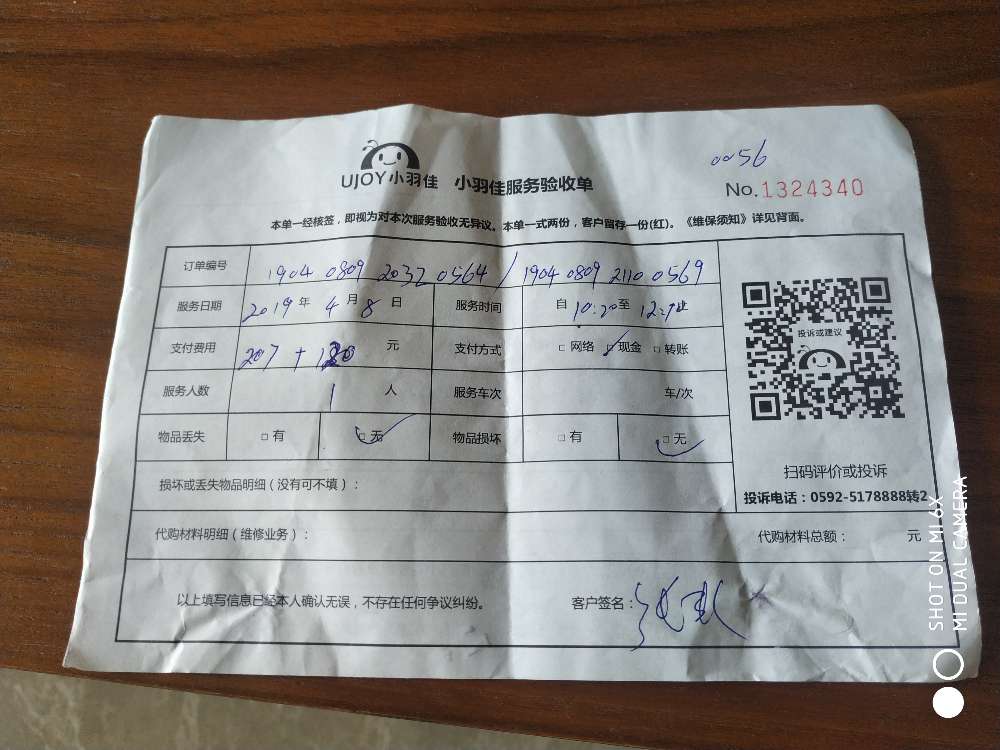 0056
UJOY小羽佳 小羽佳服务验收单
No.1324340
本单一经核签，即视为对本次服务验收无异议。本单一式两份，客户留存一份(红)。《维保须知》详见背面。
订单编号 1904 0809 2032 0564 / 1904 0809 2110 0569
服务日期 2019 年 4 月 8 日 服务时间 自 10:20 至
支付费用 207 + 元 支付方式 □ 网络 □ 现金 □ 转账
服务人数 1 人 服务车次 车/次
物品丢失 □ 有 □ 无 物品损坏 □ 有 □ 无
投诉或建议
扫码评价或投诉
投诉电话：0592-5178888转2
损坏或丢失物品明细（没有可不填）：
代购材料明细（维修业务）： 代购材料总额： 元
以上填写信息已经本人确认无误，不存在任何争议纠纷。 客户签名：
SHOT ON MI 6X
MI DUAL CAMERA